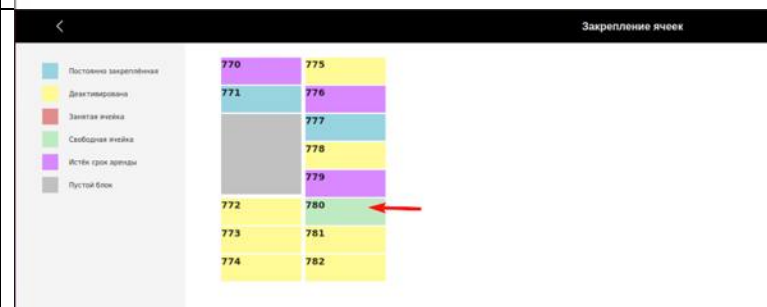 Закрепление ячеек
Постоянно закреплённая
Деактивирована
Занятая ячейка
Свободная ячейка
Истёк срок аренды
Пустой блок
770 775
771 776
777
778
779
772 780
773 781
774 782